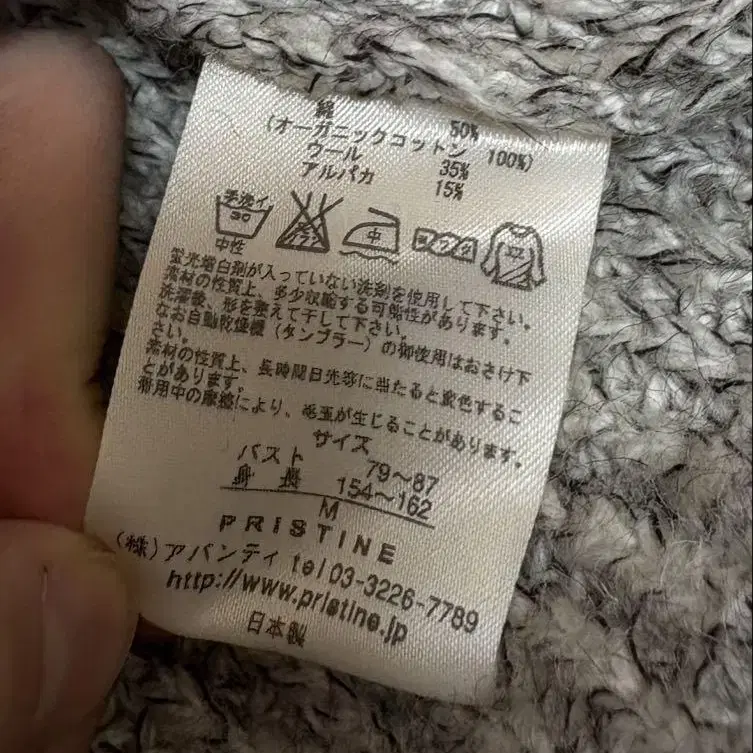 綿 50%
(オーガニックコットン 100%)
ウール 35%
アルパカ 15%
手洗イ
30
中
中性
蛍光増白剤が入っていない洗剤を使用して下さい。
素材の性質上、多少収縮する可能性があります。
洗濯後、形を整えて干して下さい。
なお自動乾燥機（タンブラー）の御使用はおさけ下
さい。
素材の性質上、長時間日光等に当たると変色するこ
とがあります。
着用中の摩擦により、毛玉が生じることがあります。
サイズ
バスト 79～87
身長 154～162
M
PRISTINE
(株)アバンティ tel03-3226-7789
http://www.pristine.jp
日本製